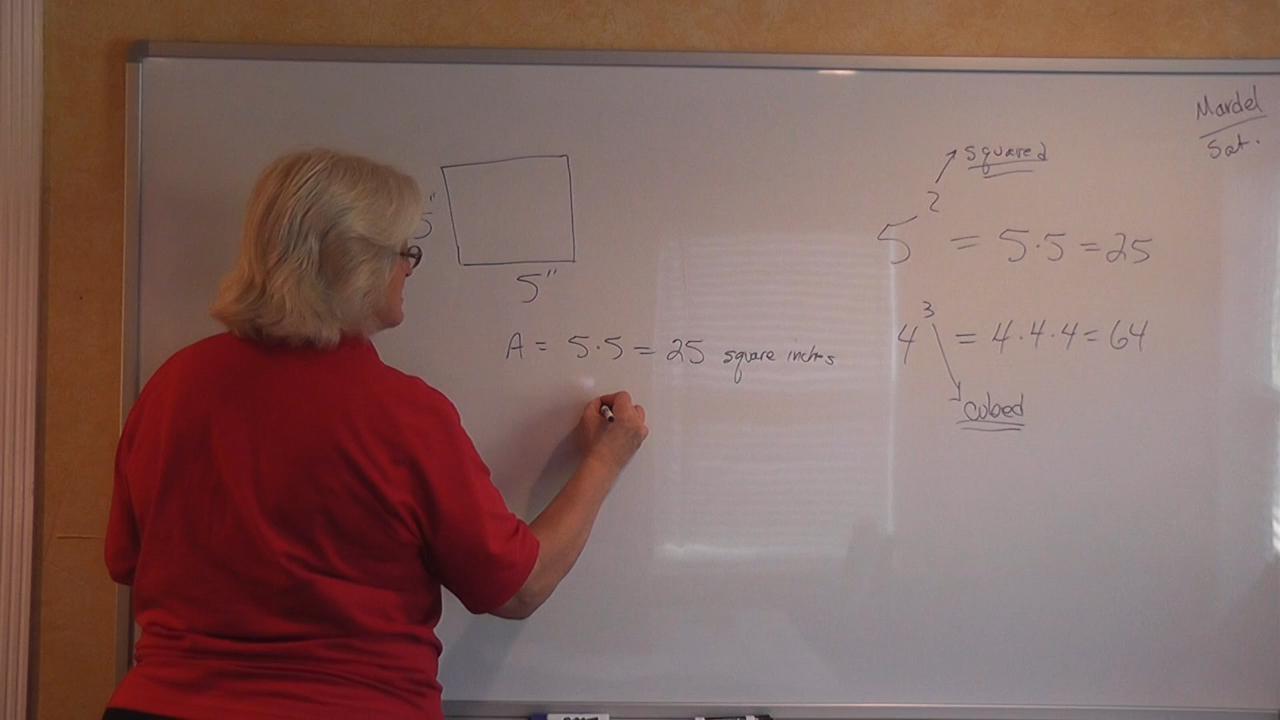 5"
5"
A = 5·5 = 25 square inches
squared
5² = 5·5 = 25
4³ = 4·4·4 = 64
cubed
Mardel
Sat.